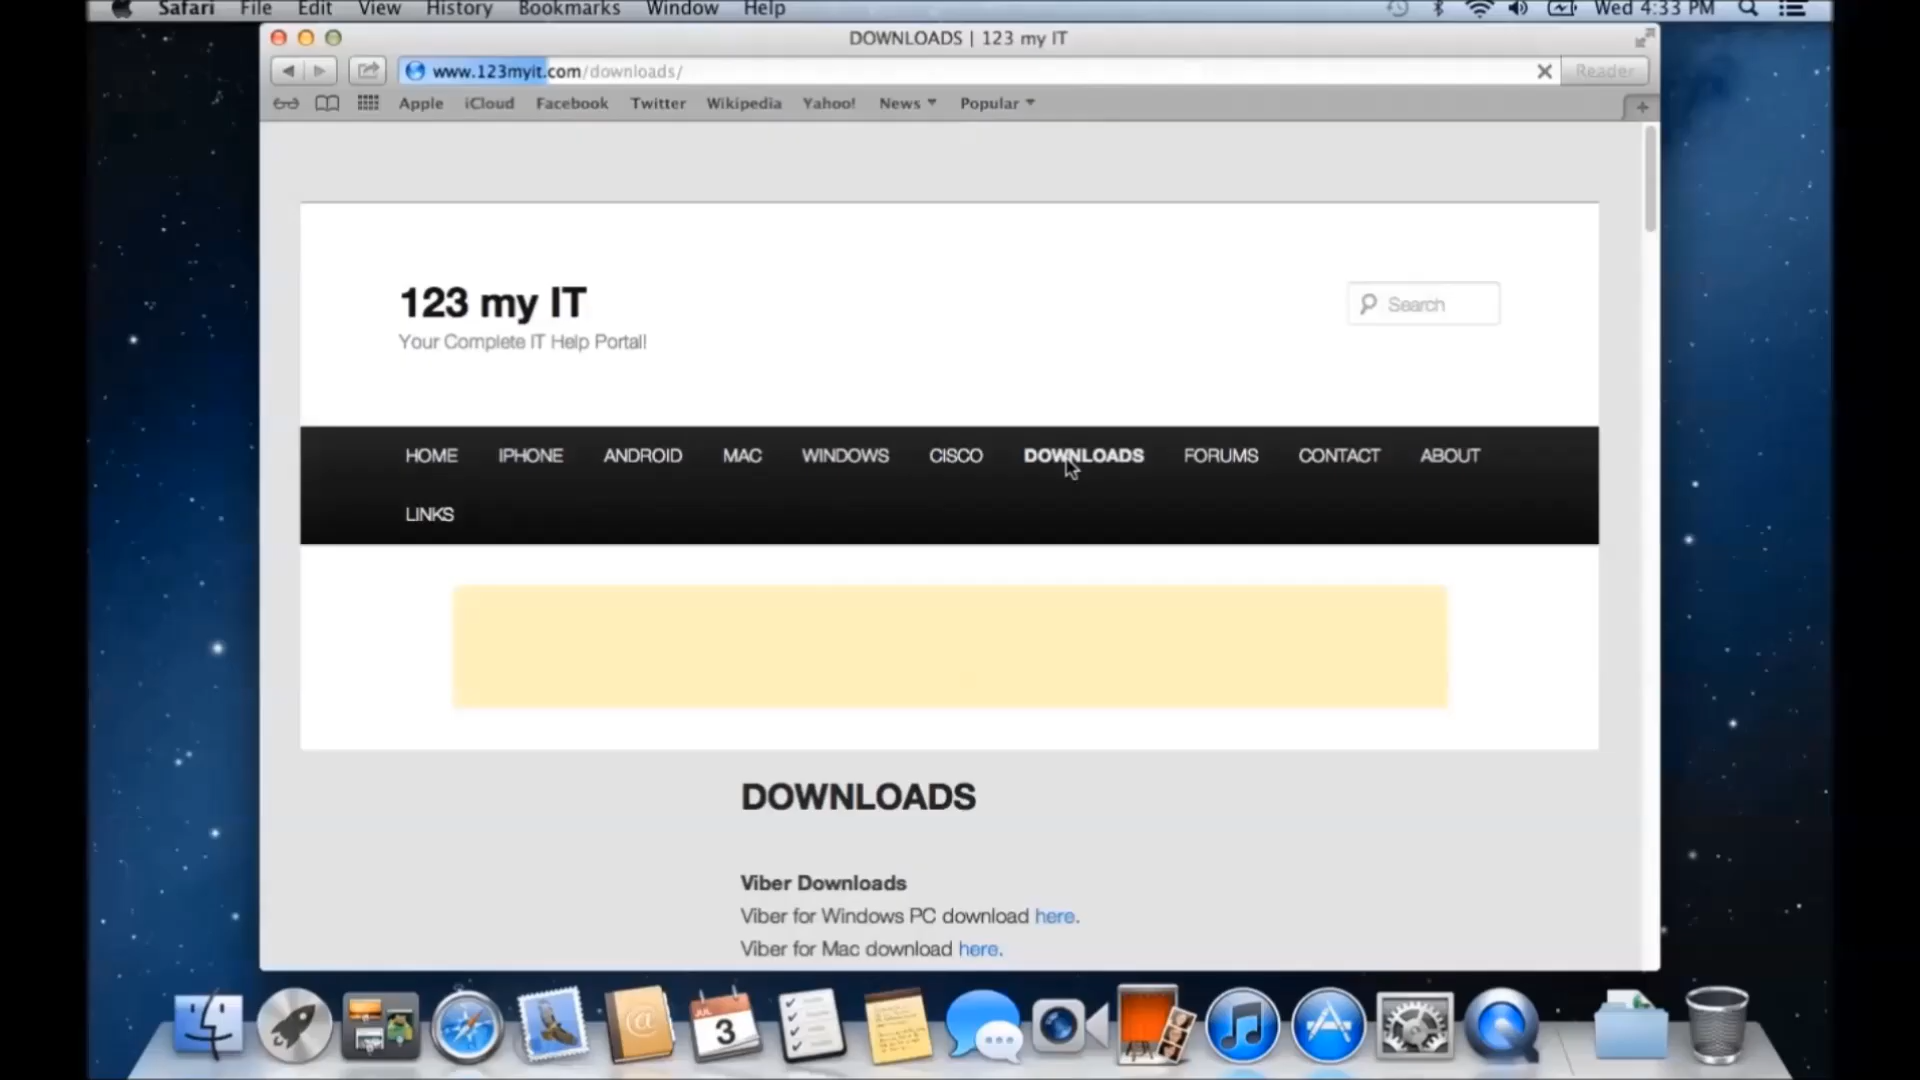 Safari File Edit View History Bookmarks Window Help Wed 4:33 PM
DOWNLOADS | 123 my IT
www.123myit.com/downloads/ Reader
Apple iCloud Facebook Twitter Wikipedia Yahoo! News Popular
123 my IT
Search
Your Complete IT Help Portal!
HOME IPHONE ANDROID MAC WINDOWS CISCO DOWNLOADS FORUMS CONTACT ABOUT
LINKS
DOWNLOADS
Viber Downloads
Viber for Windows PC download here.
Viber for Mac download here.
JUL
3